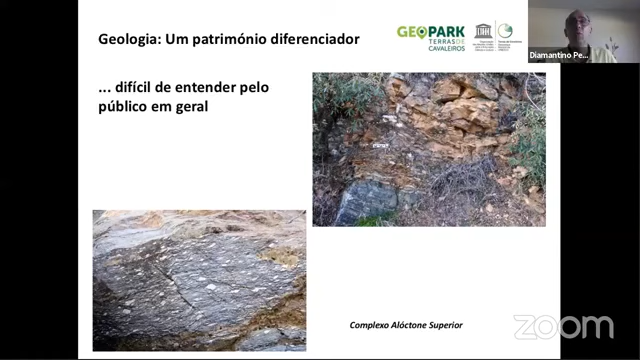 Geologia: Um património diferenciador
GEOPARK
TERRAS DE
CAVALEIROS
Diamantino Pe...
... difícil de entender pelo
público em geral
Complexo Alóctone Superior
zoom